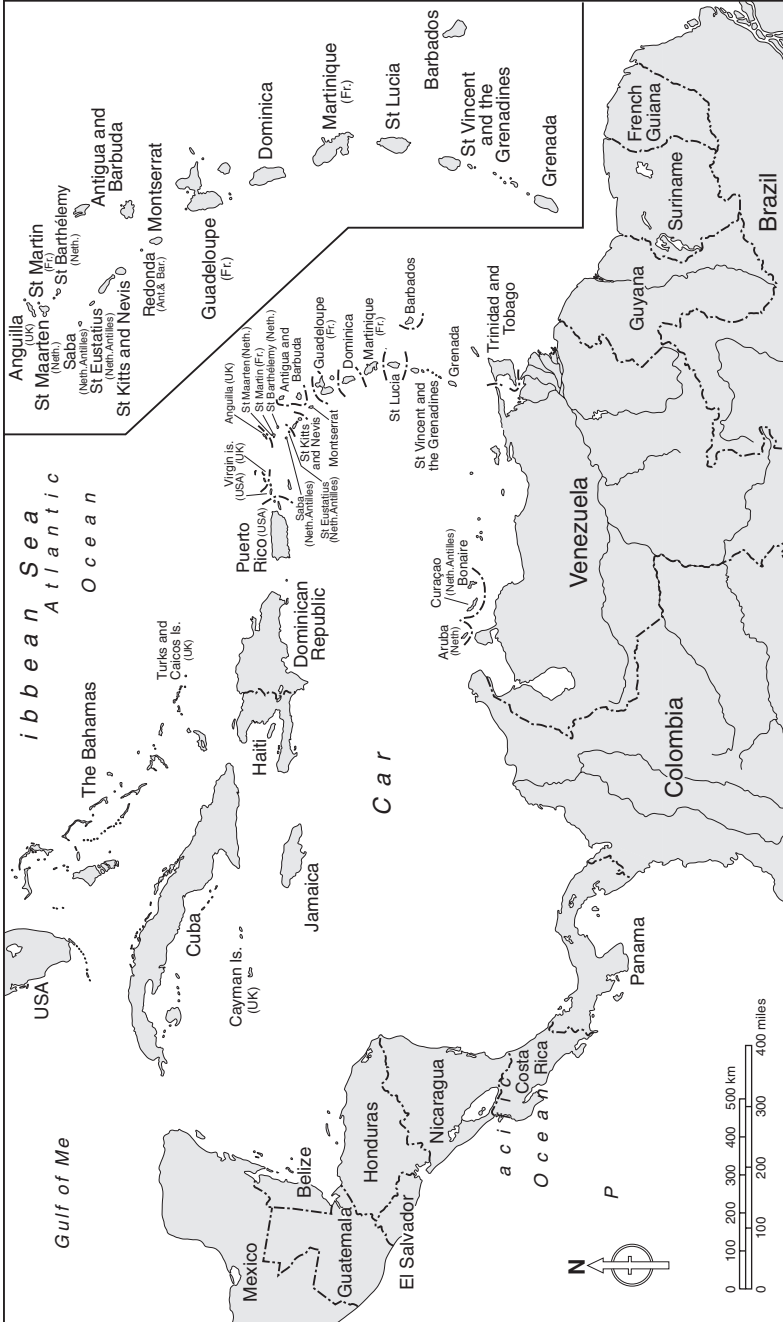 Gulf of Me
ibbean Sea
Atlantic
Ocean
USA
The Bahamas
Turks and
Caicos Is.
(UK)
Cuba
Cayman Is.
(UK)
Jamaica
Haiti
Dominican
Republic
Puerto
Rico (USA)
Virgin is.
(USA) (UK)
Anguilla (UK)
St Maarten (Neth.)
St Martin (Fr.)
St Barthélemy (Neth.)
Antigua and
Barbuda
Saba
(Neth.Antilles)
St Eustatius
(Neth.Antilles)
St Kitts
and Nevis
Montserrat
Guadeloupe
(Fr.)
Dominica
Martinique
(Fr.)
St Lucia
Barbados
St Vincent and
the Grenadines
Grenada
Trinidad and
Tobago
Car
Aruba
(Neth)
Curaçao
(Neth.Antilles)
Bonaire
Mexico
Belize
Guatemala
Honduras
El Salvador
Nicaragua
Costa
Rica
Panama
acific
Ocean
P
Colombia
Venezuela
Guyana
Suriname
French
Guiana
Brazil
N
0 100 200 300 400 500 km
0 100 200 300 400 miles
Anguilla
(UK)
St Maarten
(Neth.)
St Martin
(Fr.)
St Barthélemy
(Neth.)
Saba
(Neth.Antilles)
St Eustatius
(Neth.Antilles)
St Kitts and Nevis
Antigua and
Barbuda
Redonda
(Ant.& Bar.)
Montserrat
Guadeloupe
(Fr.)
Dominica
Martinique
(Fr.)
St Lucia
Barbados
St Vincent
and the
Grenadines
Grenada